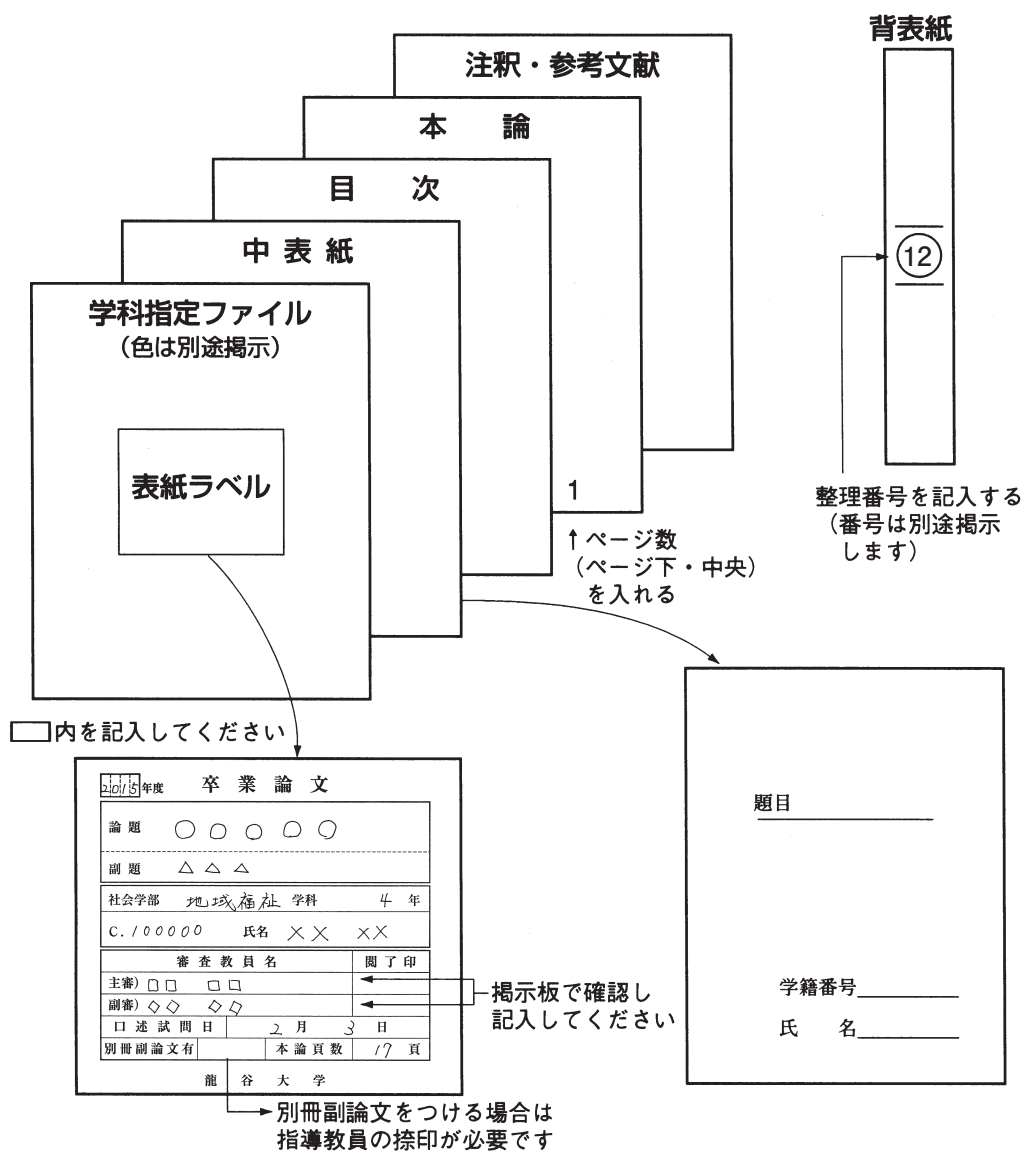 背表紙
注釈・参考文献
本　論
目　次
中表紙
学科指定ファイル
(色は別途掲示)
表紙ラベル
12
1
↑ページ数
(ページ下・中央)
を入れる
整理番号を記入する
(番号は別途掲示
します)
内を記入してください
2015年度　卒業論文
論題　○○○○○
副題　△△△
社会学部　地域福祉　学科　4　年
C.100000　氏名　××　××
審査教員名　閲了印
主審)□□　□□
副審)◇◇　◇◇
口述試問日　2　月　3　日
別冊副論文有　本論頁数　17　頁
龍谷大学
掲示板で確認し
記入してください
別冊副論文をつける場合は
指導教員の捺印が必要です
題目
学籍番号
氏　名